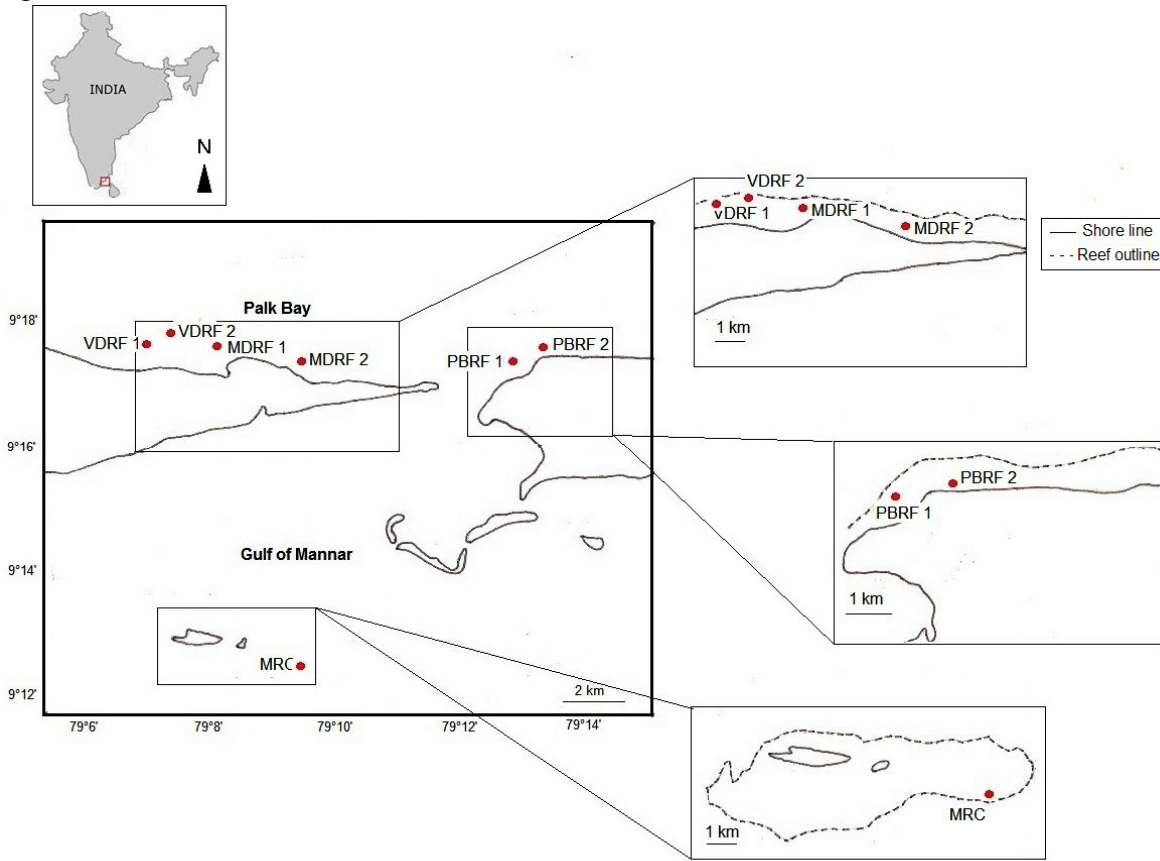 INDIA
N
VDRF 2
VDRF 1
MDRF 1
MDRF 2
Shore line
Reef outline
1 km
Palk Bay
9°18'
VDRF 1
VDRF 2
MDRF 1
MDRF 2
PBRF 1
PBRF 2
9°16'
PBRF 2
PBRF 1
1 km
Gulf of Mannar
9°14'
MRC
9°12'
2 km
79°6'
79°8'
79°10'
79°12'
79°14'
MRC
1 km